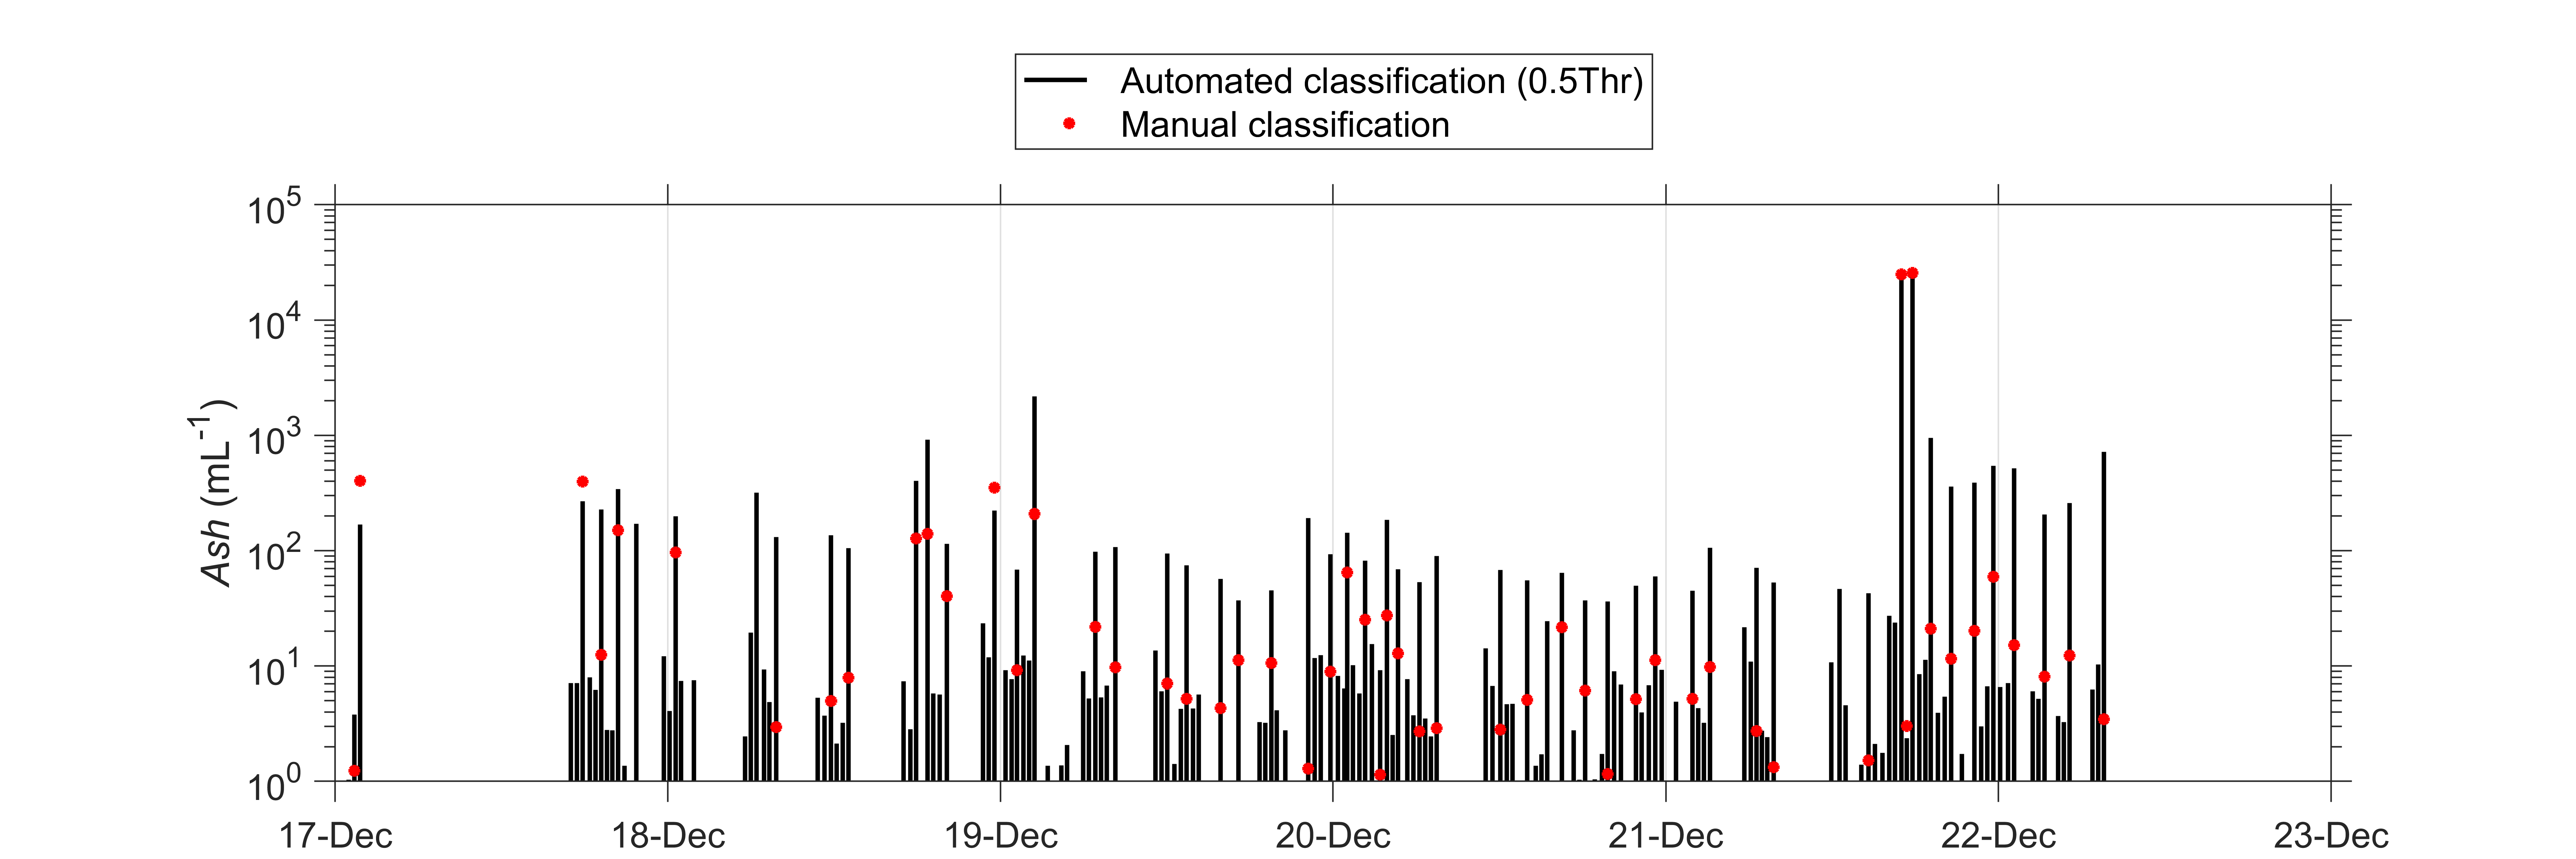 Automated classification (0.5Thr)
Manual classification
10^5
10^4
10^3
10^2
10^1
10^0
Ash (mL^-1)
17-Dec 18-Dec 19-Dec 20-Dec 21-Dec 22-Dec 23-Dec